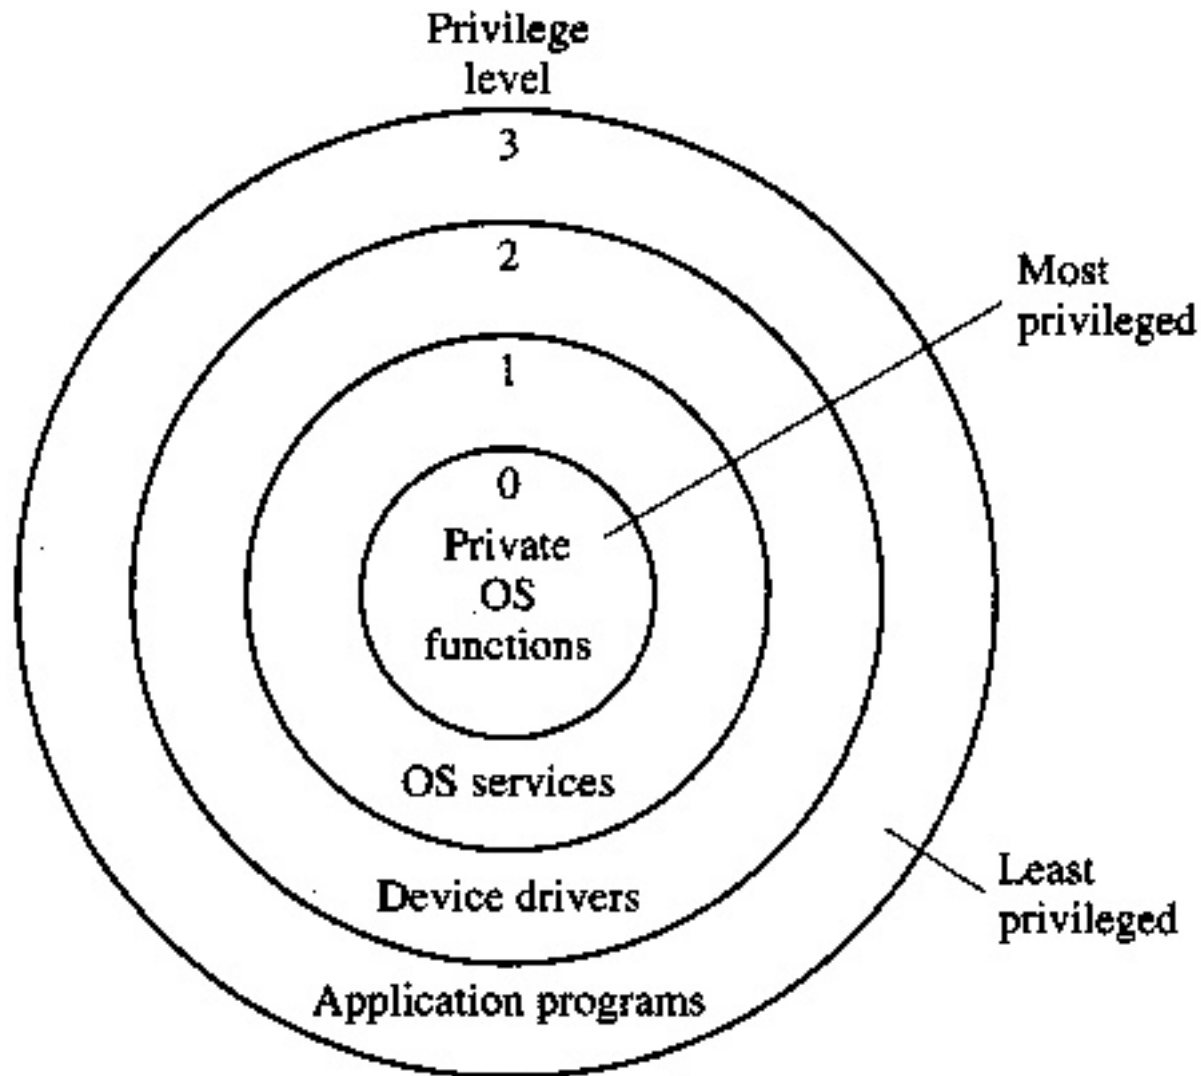 Privilege
level
3
2
Most
privileged
1
0
Private
OS
functions
OS services
Least
privileged
Device drivers
Application programs